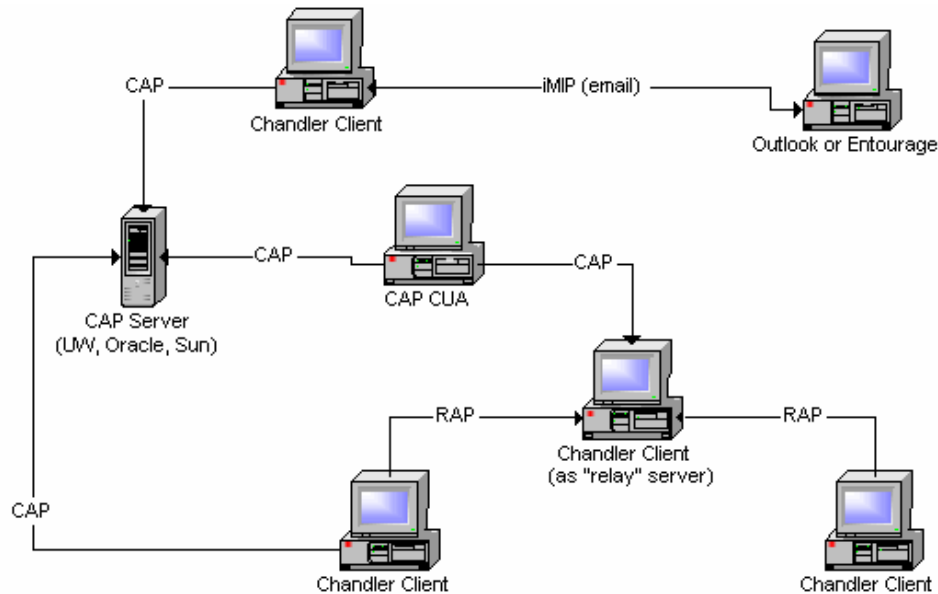 CAP
iMIP (email)
Chandler Client
Outlook or Entourage
CAP
CAP
CAP CUA
CAP Server
(UW, Oracle, Sun)
RAP
RAP
Chandler Client
(as "relay" server)
CAP
Chandler Client
Chandler Client